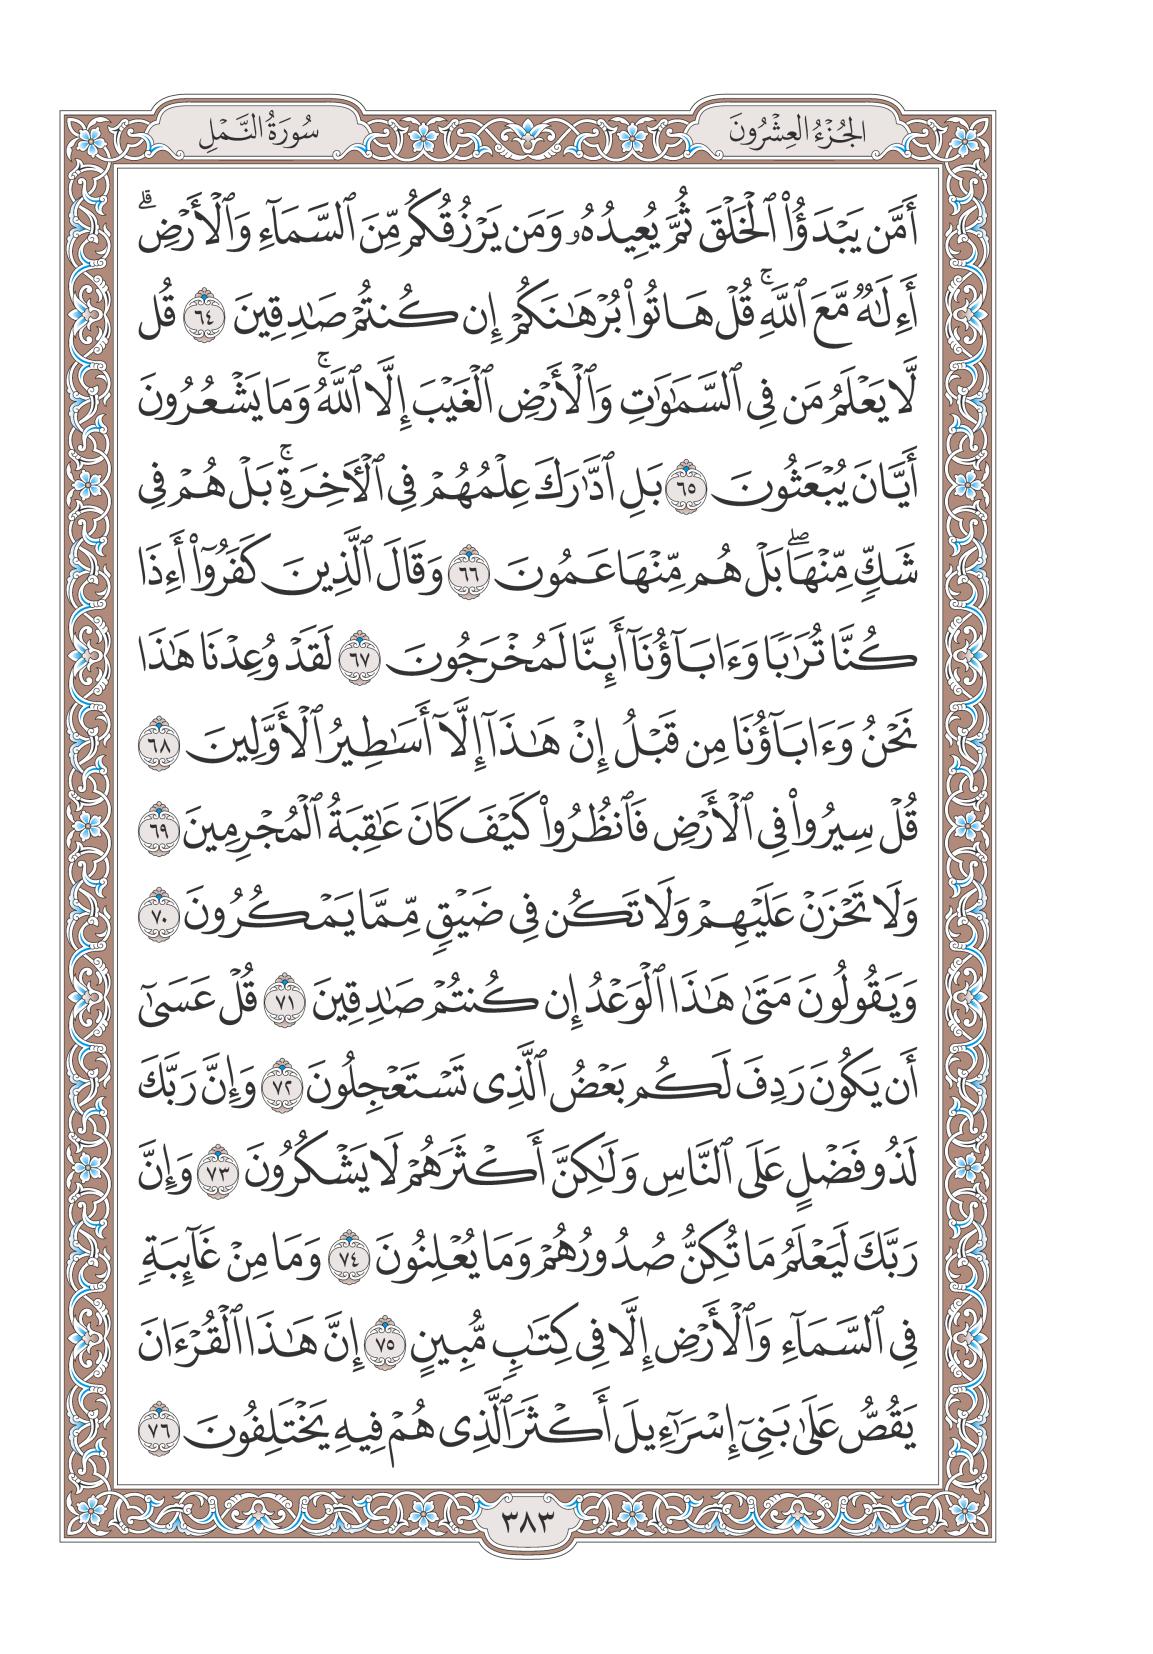 الجُزْءُ العِشْرُونَ
سُورَةُ النَّمْلِ
أَمَّن يَبْدَؤُا۟ ٱلْخَلْقَ ثُمَّ يُعِيدُهُۥ وَمَن يَرْزُقُكُم مِّنَ ٱلسَّمَآءِ وَٱلْأَرْضِ ۗ
أَءِلَٰهٌ مَّعَ ٱللَّهِ ۚ قُلْ هَاتُوا۟ بُرْهَٰنَكُمْ إِن كُنتُمْ صَٰدِقِينَ ٦٤ قُل
لَّا يَعْلَمُ مَن فِى ٱلسَّمَٰوَٰتِ وَٱلْأَرْضِ ٱلْغَيْبَ إِلَّا ٱللَّهُ ۚ وَمَا يَشْعُرُونَ
أَيَّانَ يُبْعَثُونَ ٦٥ بَلِ ٱدَّٰرَكَ عِلْمُهُمْ فِى ٱلْءَاخِرَةِ ۚ بَلْ هُمْ فِى
شَكٍّ مِّنْهَا ۖ بَلْ هُم مِّنْهَا عَمُونَ ٦٦ وَقَالَ ٱلَّذِينَ كَفَرُوٓا۟ أَءِذَا
كُنَّا تُرَٰبًا وَءَابَآؤُنَآ أَئِنَّا لَمُخْرَجُونَ ٦٧ لَقَدْ وُعِدْنَا هَٰذَا
نَحْنُ وَءَابَآؤُنَا مِن قَبْلُ إِنْ هَٰذَآ إِلَّآ أَسَٰطِيرُ ٱلْأَوَّلِينَ ٦٨
قُلْ سِيرُوا۟ فِى ٱلْأَرْضِ فَٱنظُرُوا۟ كَيْفَ كَانَ عَٰقِبَةُ ٱلْمُجْرِمِينَ ٦٩
وَلَا تَحْزَنْ عَلَيْهِمْ وَلَا تَكُن فِى ضَيْقٍ مِّمَّا يَمْكُرُونَ ٧٠
وَيَقُولُونَ مَتَىٰ هَٰذَا ٱلْوَعْدُ إِن كُنتُمْ صَٰدِقِينَ ٧١ قُلْ عَسَىٰٓ
أَن يَكُونَ رَدِفَ لَكُم بَعْضُ ٱلَّذِى تَسْتَعْجِلُونَ ٧٢ وَإِنَّ رَبَّكَ
لَذُو فَضْلٍ عَلَى ٱلنَّاسِ وَلَٰكِنَّ أَكْثَرَهُمْ لَا يَشْكُرُونَ ٧٣ وَإِنَّ
رَبَّكَ لَيَعْلَمُ مَا تُكِنُّ صُدُورُهُمْ وَمَا يُعْلِنُونَ ٧٤ وَمَا مِنْ غَآئِبَةٍ
فِى ٱلسَّمَآءِ وَٱلْأَرْضِ إِلَّا فِى كِتَٰبٍ مُّبِينٍ ٧٥ إِنَّ هَٰذَا ٱلْقُرْءَانَ
يَقُصُّ عَلَىٰ بَنِىٓ إِسْرَٰٓءِيلَ أَكْثَرَ ٱلَّذِى هُمْ فِيهِ يَخْتَلِفُونَ ٧٦
٣٨٣